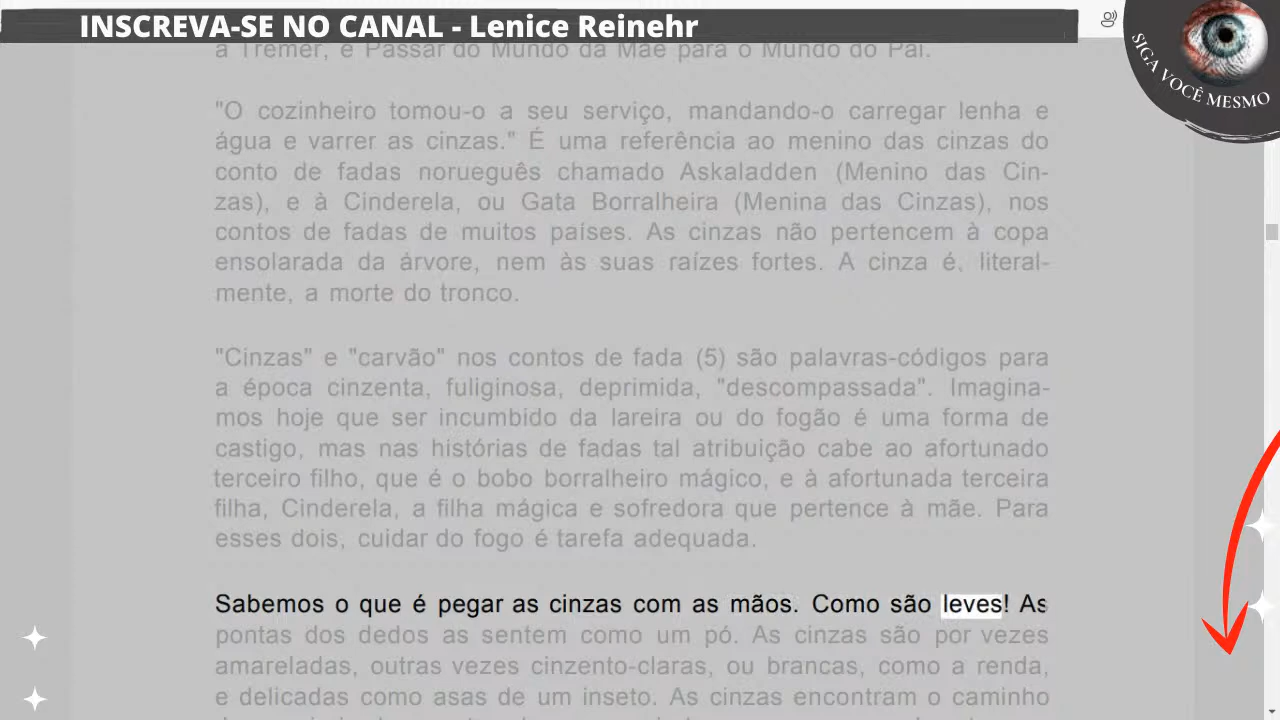 INSCREVA-SE NO CANAL - Lenice Reinehr
SIGA VOCÊ MESMO
a Tremer, e Passar do Mundo da Mãe para o Mundo do Pai.
"O cozinheiro tomou-o a seu serviço, mandando-o carregar lenha e
água e varrer as cinzas." É uma referência ao menino das cinzas do
conto de fadas norueguês chamado Askaladden (Menino das Cin-
zas), e à Cinderela, ou Gata Borralheira (Menina das Cinzas), nos
contos de fadas de muitos países. As cinzas não pertencem à copa
ensolarada da árvore, nem às suas raízes fortes. A cinza é, literal-
mente, a morte do tronco.
"Cinzas" e "carvão" nos contos de fada (5) são palavras-códigos para
a época cinzenta, fuliginosa, deprimida, "descompassada". Imagina-
mos hoje que ser incumbido da lareira ou do fogão é uma forma de
castigo, mas nas histórias de fadas tal atribuição cabe ao afortunado
terceiro filho, que é o bobo borralheiro mágico, e à afortunada terceira
filha, Cinderela, a filha mágica e sofredora que pertence à mãe. Para
esses dois, cuidar do fogo é tarefa adequada.
Sabemos o que é pegar as cinzas com as mãos. Como são leves! As
pontas dos dedos as sentem como um pó. As cinzas são por vezes
amareladas, outras vezes cinzento-claras, ou brancas, como a renda,
e delicadas como asas de um inseto. As cinzas encontram o caminho